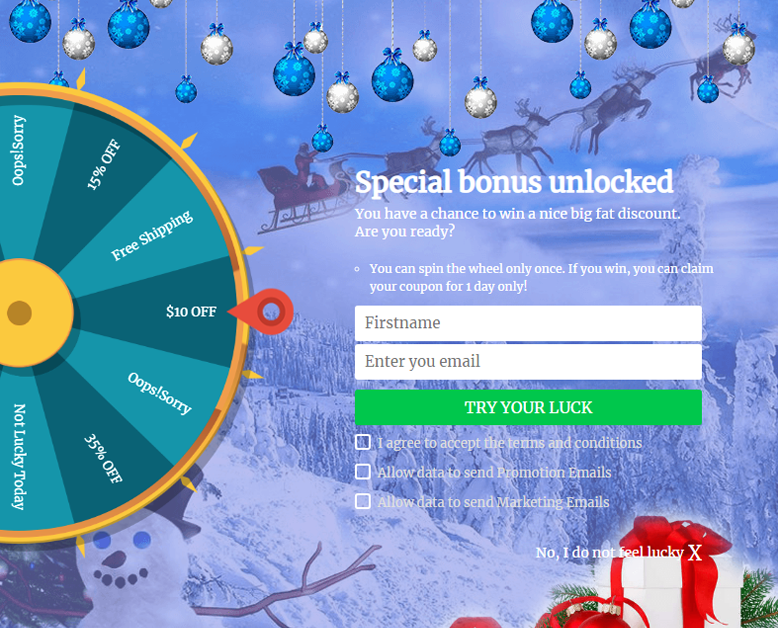 Oops!Sorry
15% OFF
Free Shipping
$10 OFF
Oops!Sorry
35% OFF
Not Lucky Today
Special bonus unlocked
You have a chance to win a nice big fat discount.
Are you ready?
You can spin the wheel only once. If you win, you can claim
your coupon for 1 day only!
Firstname
Enter you email
TRY YOUR LUCK
I agree to accept the terms and conditions
Allow data to send Promotion Emails
Allow data to send Marketing Emails
No, I do not feel lucky X